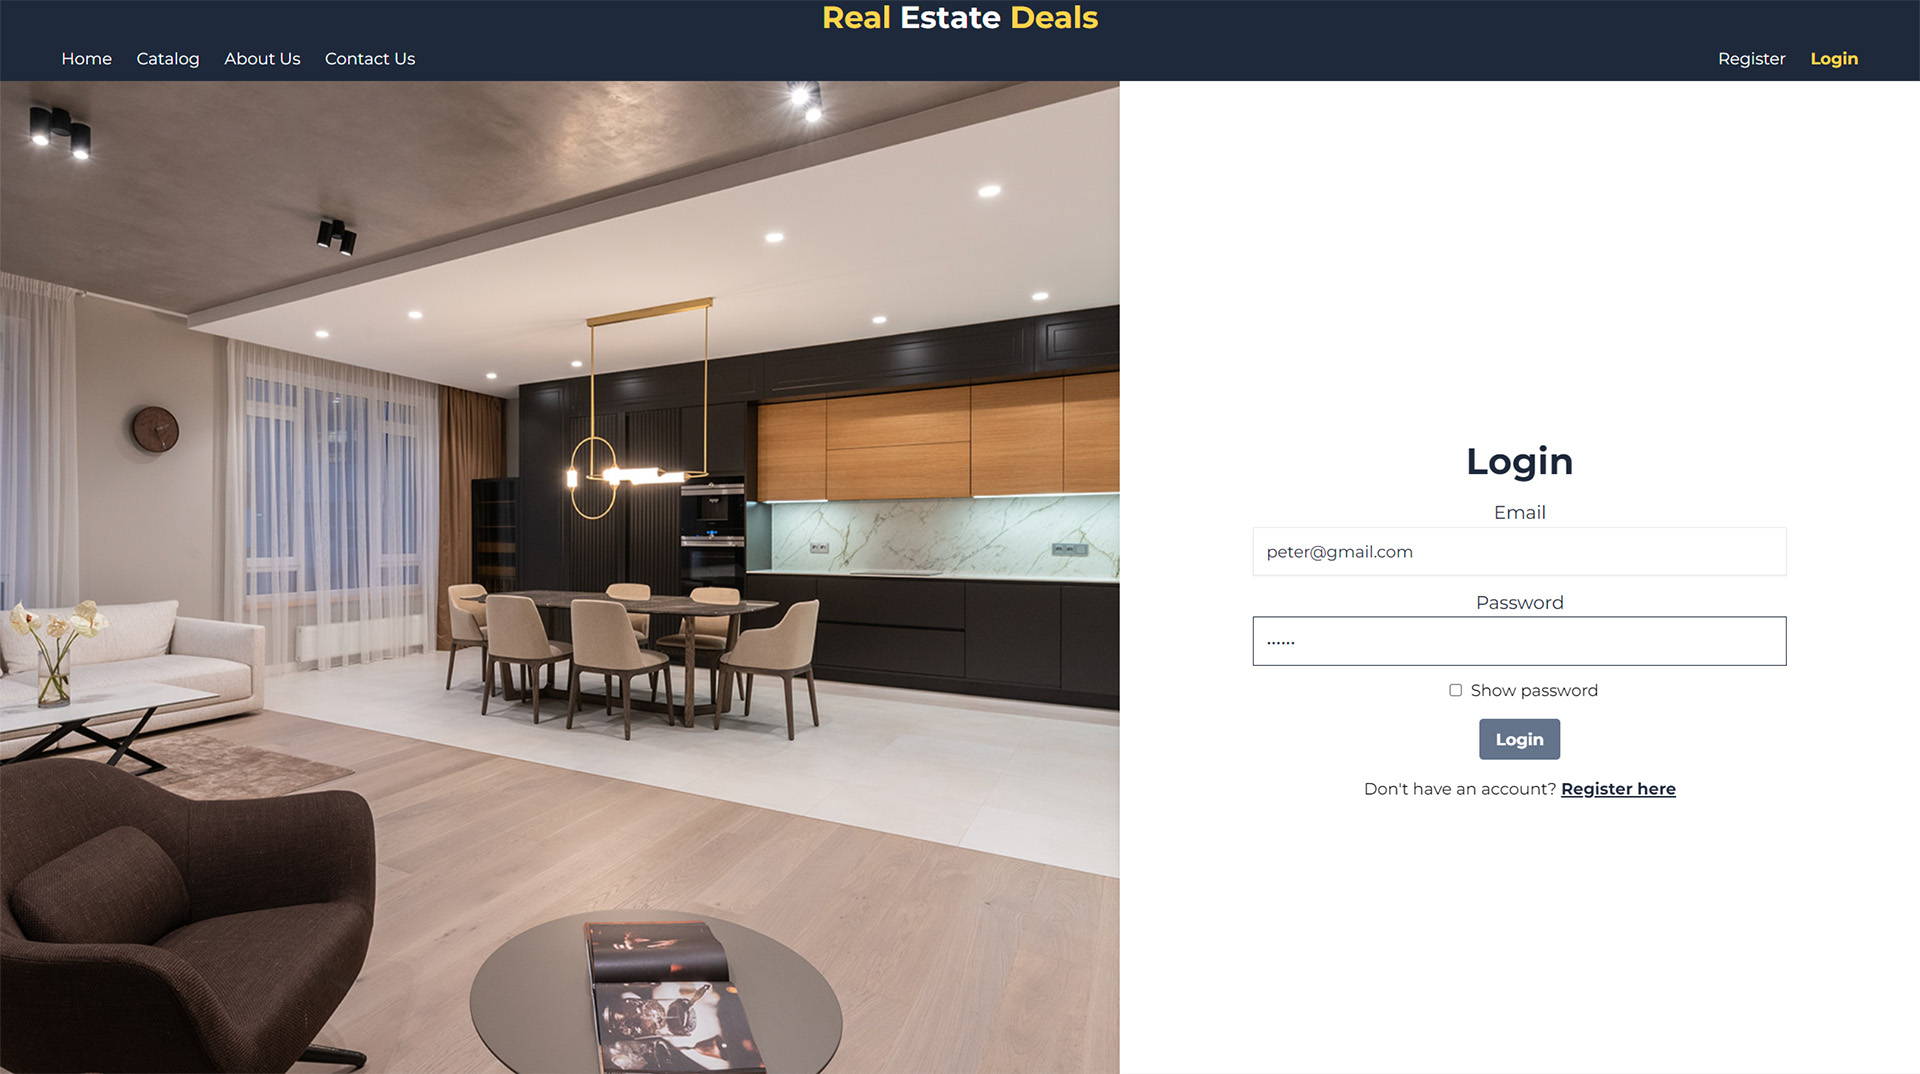 Real Estate Deals
Home Catalog About Us Contact Us Register Login
Login
Email
peter@gmail.com
Password
••••••
Show password
Login
Don't have an account? Register here